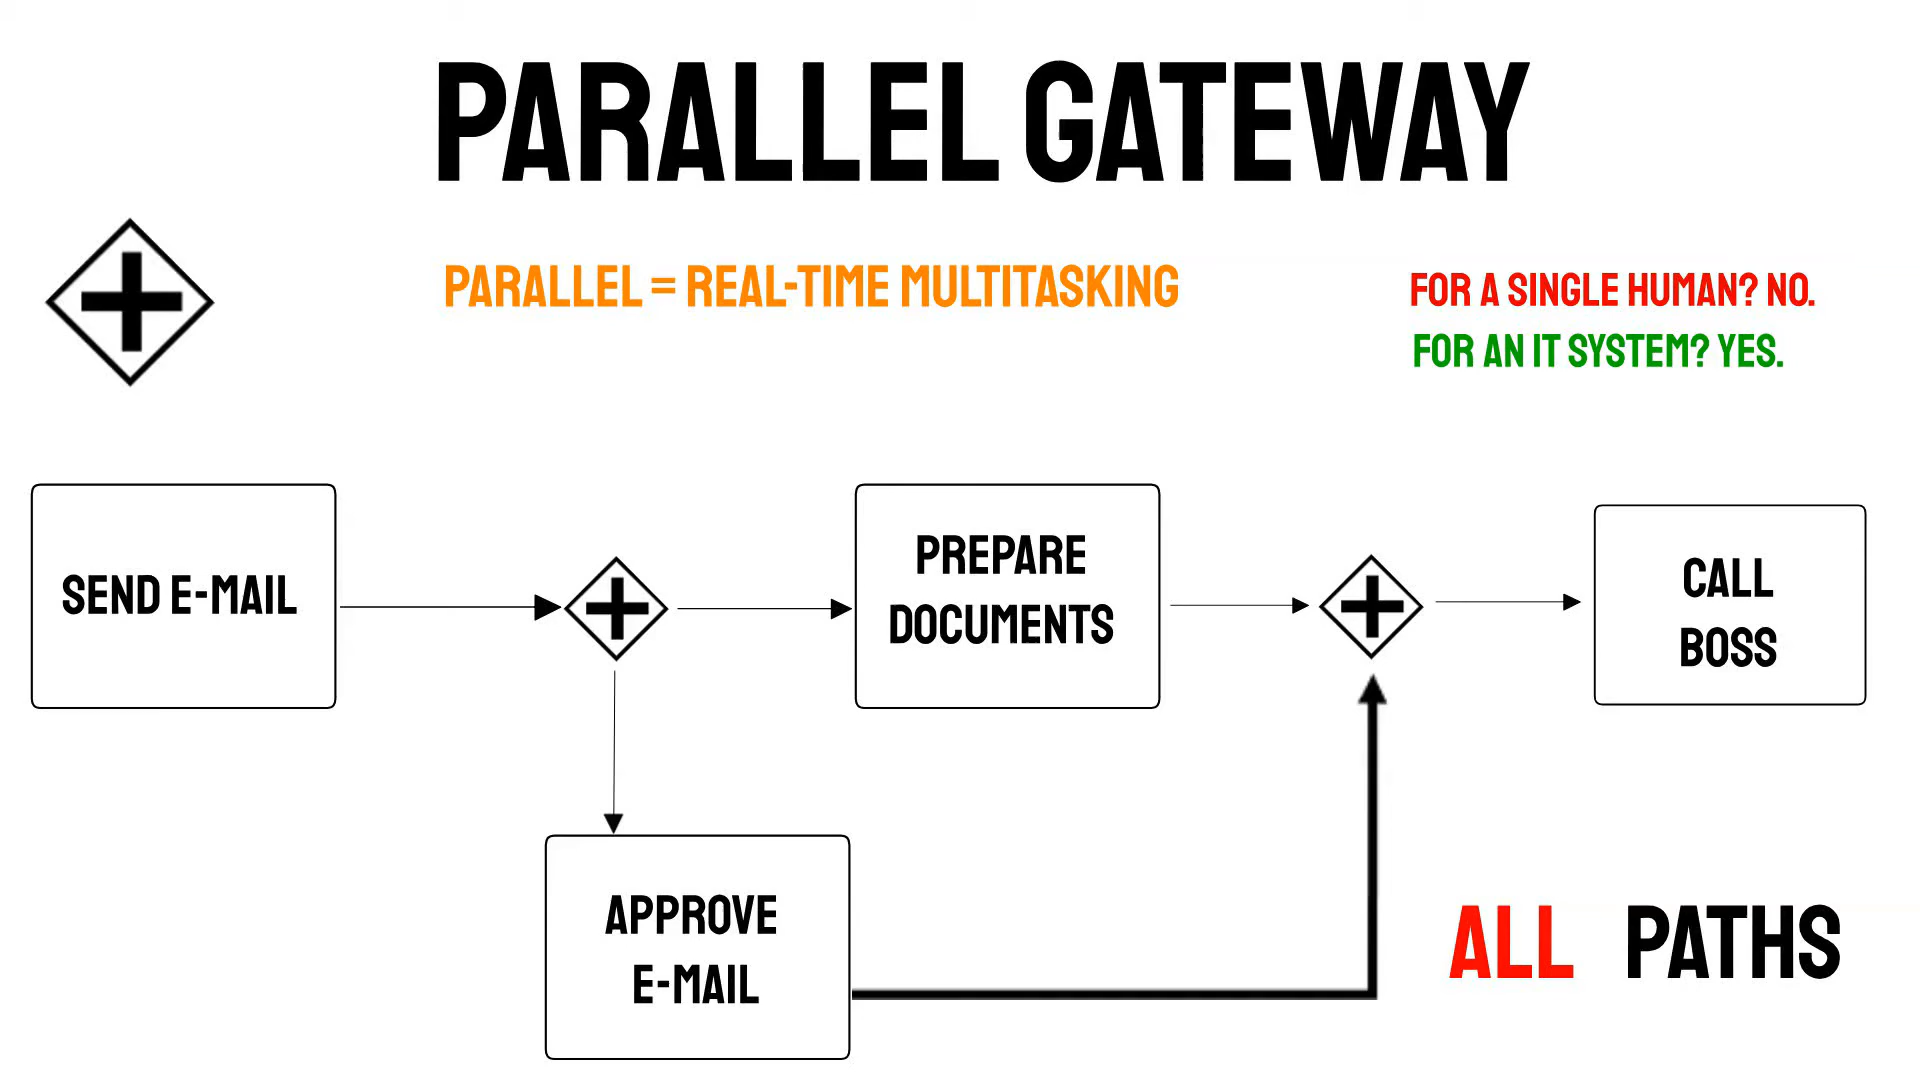 PARALLEL GATEWAY
PARALLEL = REAL-TIME MULTITASKING
FOR A SINGLE HUMAN? NO.
FOR AN IT SYSTEM? YES.
SEND E-MAIL
PREPARE
DOCUMENTS
CALL
BOSS
APPROVE
E-MAIL
ALL PATHS